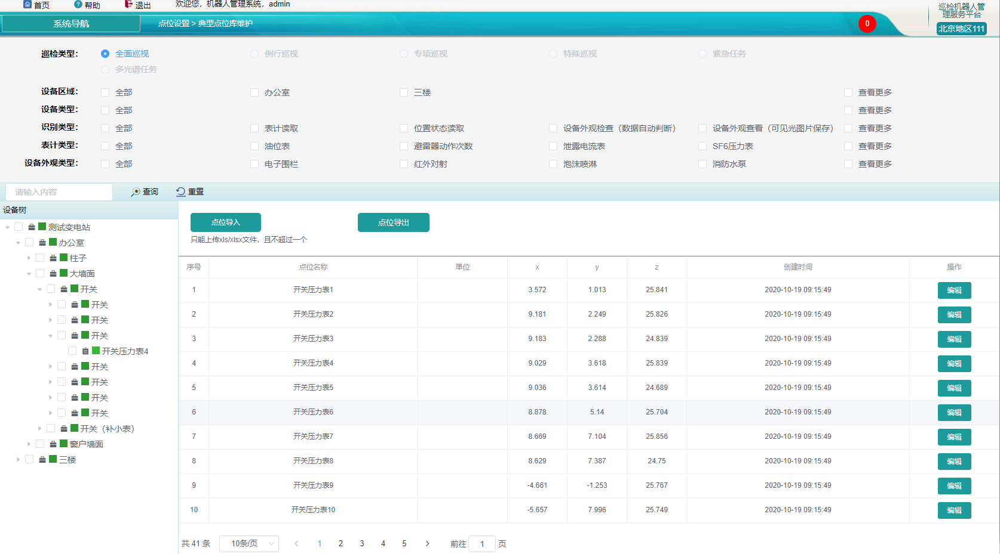 首页 帮助 退出 欢迎您，机器人管理系统，admin
巡检机器人管
理服务平台
北京地区111
系统导航 点位设置 > 典型点位库维护 0
巡检类型： 全面巡视 例行巡视 专项巡视 特殊巡视 紧急任务
多光谱任务
设备区域： 全部 办公室 三楼 查看更多
设备类型： 全部 查看更多
识别类型： 全部 表计读取 位置状态读取 设备外观检查（数据自动判断） 设备外观查看（可见光图片保存） 查看更多
表计类型： 全部 油位表 避雷器动作次数 泄露电流表 SF6压力表 查看更多
设备外观类型： 全部 电子围栏 红外对射 泡沫喷淋 消防水泵 查看更多
请输入内容 查询 重置
设备树
测试变电站
办公室
柱子
大墙面
开关
开关
开关
开关
开关压力表4
开关
开关
开关
开关
开关（补小表）
窗户墙面
三楼
点位导入 点位导出
只能上传xls/xlsx文件，且不超过一个
序号 点位名称 单位 x y z 创建时间 操作
1 开关压力表1 3.572 1.013 25.841 2020-10-19 09:15:49 编辑
2 开关压力表2 9.181 2.249 25.826 2020-10-19 09:15:49 编辑
3 开关压力表3 9.183 2.288 24.839 2020-10-19 09:15:49 编辑
4 开关压力表4 9.029 3.618 25.839 2020-10-19 09:15:49 编辑
5 开关压力表5 9.036 3.614 24.689 2020-10-19 09:15:49 编辑
6 开关压力表6 8.878 5.14 25.704 2020-10-19 09:15:49 编辑
7 开关压力表7 8.669 7.104 25.856 2020-10-19 09:15:49 编辑
8 开关压力表8 8.629 7.387 24.75 2020-10-19 09:15:49 编辑
9 开关压力表9 -4.661 -1.253 25.767 2020-10-19 09:15:49 编辑
10 开关压力表10 -5.657 7.996 25.749 2020-10-19 09:15:49 编辑
共 41 条 10条/页 < 1 2 3 4 5 > 前往 1 页